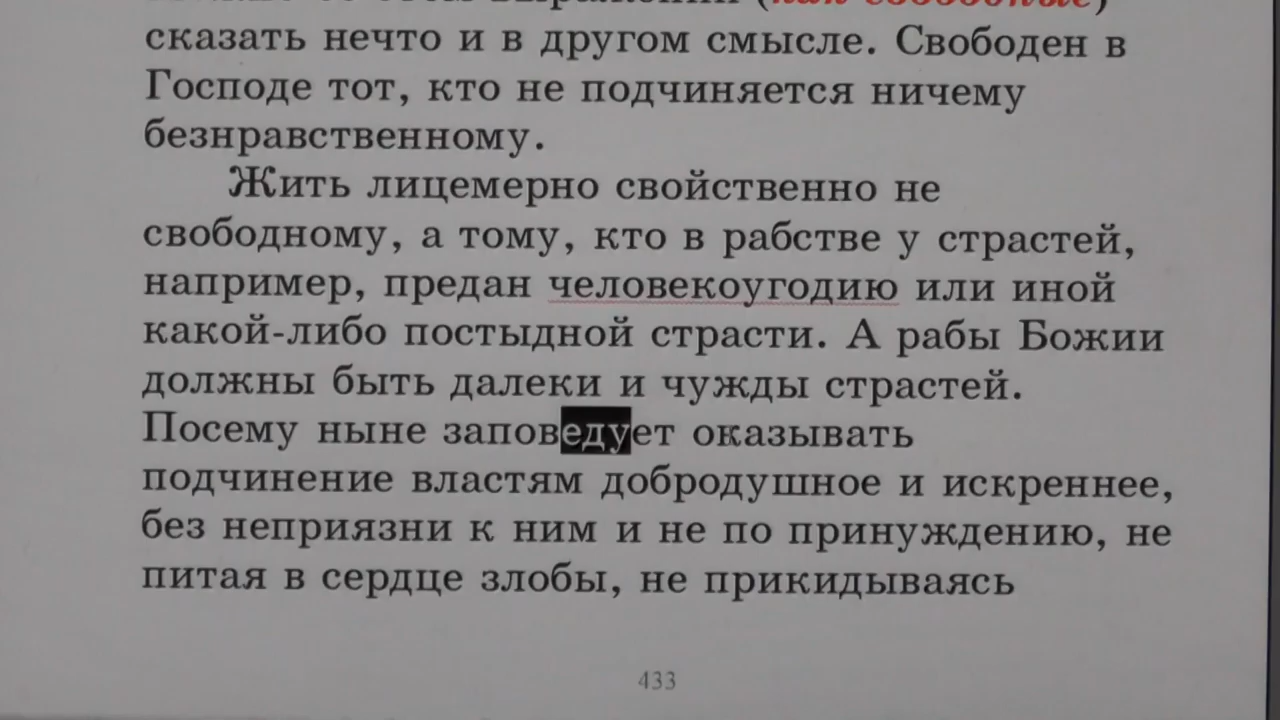 сказать нечто и в другом смысле. Свободен в
Господе тот, кто не подчиняется ничему
безнравственному.
Жить лицемерно свойственно не
свободному, а тому, кто в рабстве у страстей,
например, предан человекоугодию или иной
какой-либо постыдной страсти. А рабы Божии
должны быть далеки и чужды страстей.
Посему ныне заповедует оказывать
подчинение властям добродушное и искреннее,
без неприязни к ним и не по принуждению, не
питая в сердце злобы, не прикидываясь
433